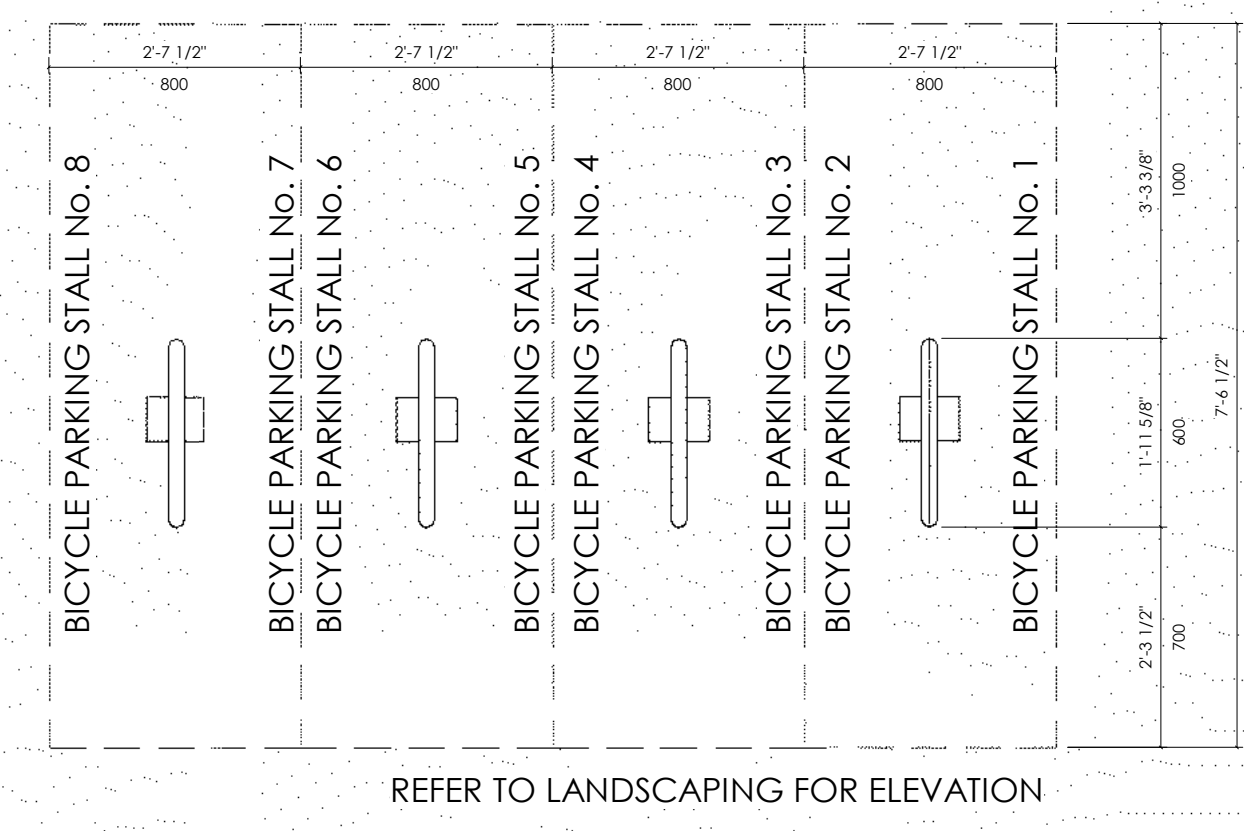 2'-7 1/2"
2'-7 1/2"
2'-7 1/2"
2'-7 1/2"
800
800
800
800
BICYCLE PARKING STALL No. 8
BICYCLE PARKING STALL No. 7
BICYCLE PARKING STALL No. 6
BICYCLE PARKING STALL No. 5
BICYCLE PARKING STALL No. 4
BICYCLE PARKING STALL No. 3
BICYCLE PARKING STALL No. 2
BICYCLE PARKING STALL No. 1
3'-3 3/8"
1000
1'-11 5/8"
600
7'-6 1/2"
2'-3 1/2"
700
REFER TO LANDSCAPING FOR ELEVATION